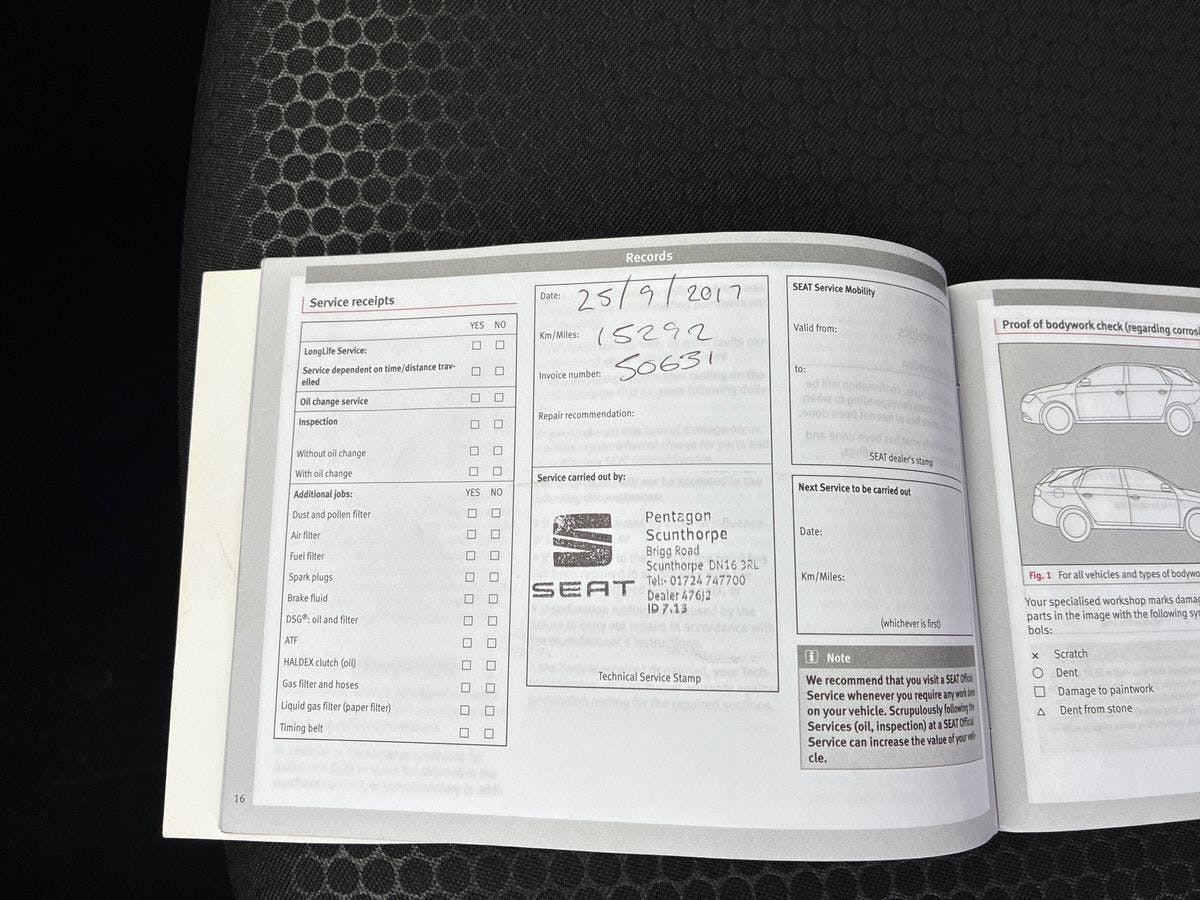 Records
Service receipts
YES NO
LongLife Service:
Service dependent on time/distance trav-
elled
Oil change service
Inspection
Without oil change
With oil change
Additional jobs: YES NO
Dust and pollen filter
Air filter
Fuel filter
Spark plugs
Brake fluid
DSG®: oil and filter
ATF
HALDEX clutch (oil)
Gas filter and hoses
Liquid gas filter (paper filter)
Timing belt
16
Date: 25/9/2017
Km/Miles: 15292
Invoice number: 50631
Repair recommendation:
Service carried out by:
SEAT
Pentagon
Scunthorpe
Brigg Road
Scunthorpe DN16 3RL
Tel:- 01724 747700
Dealer 476J2
ID 7.13
Technical Service Stamp
SEAT Service Mobility
Valid from:
to:
SEAT dealer's stamp
Next Service to be carried out
Date:
Km/Miles:
(whichever is first)
i Note
We recommend that you visit a SEAT Official
Service whenever you require any work done
on your vehicle. Scrupulously following the
Services (oil, inspection) at a SEAT Official
Service can increase the value of your vehi-
cle.
Proof of bodywork check (regarding
Fig. 1 For all vehicles and types of
Your specialised workshop marks
parts in the image with the following
bols:
× Scratch
○ Dent
□ Damage to paintwork
△ Dent from stone